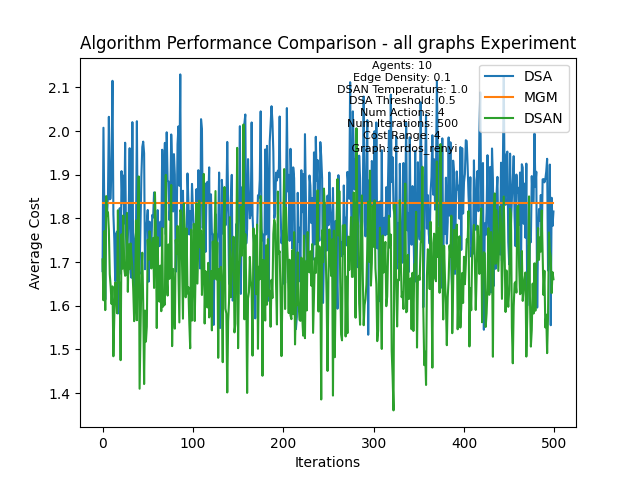 Algorithm Performance Comparison - all graphs Experiment
Agents: 10
Edge Density: 0.1
DSAN Temperature: 1.0
DSA Threshold: 0.5
Num Actions: 4
Num Iterations: 500
Cost Range: 4
Graph: erdos_renyi
DSA
MGM
DSAN
Average Cost
2.1
2.0
1.9
1.8
1.7
1.6
1.5
1.4
0 100 200 300 400 500
Iterations